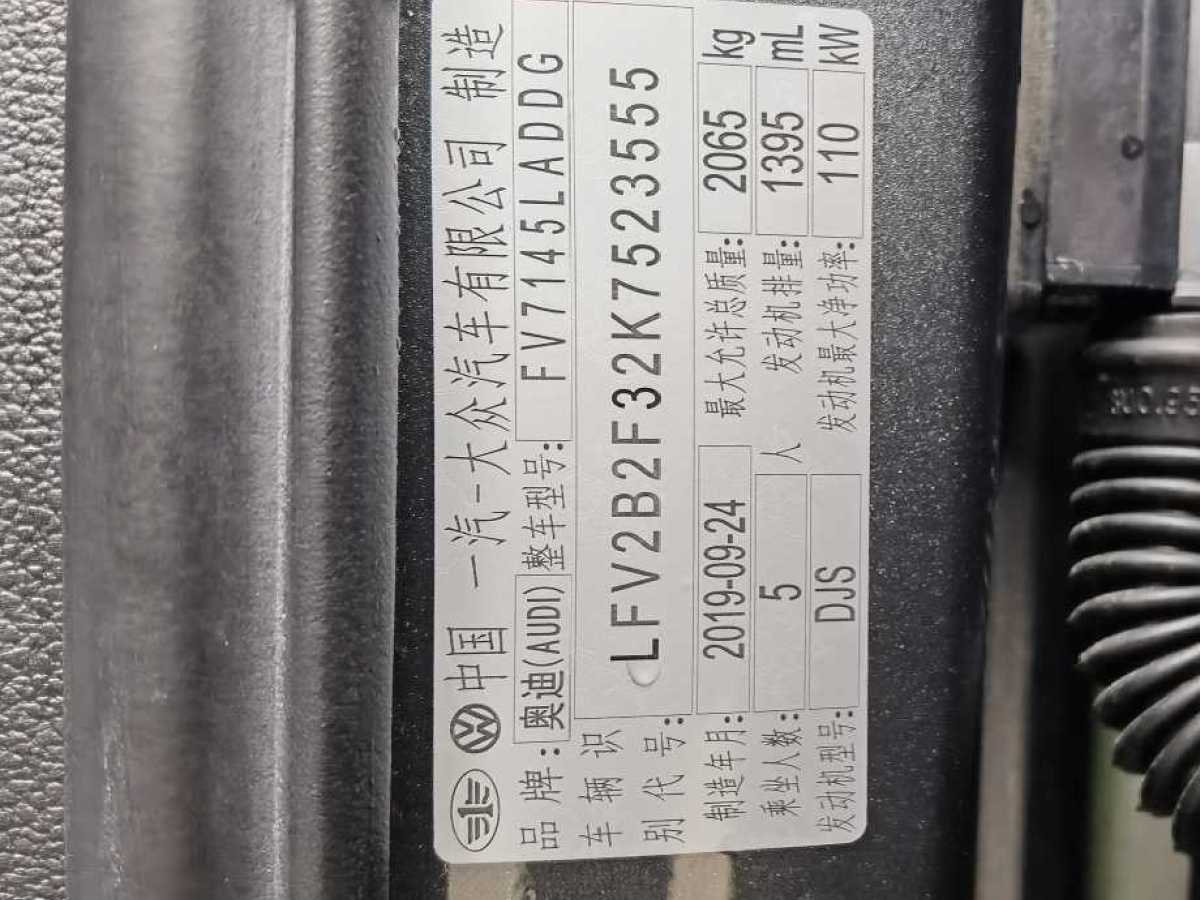 中国 一汽-大众汽车有限公司 制造
品牌: 奥迪(AUDI) 整车型号: FV7145LADDG
车辆识别代号: LFV2B2F32K7523555
制造年月: 2019-09-24 最大允许总质量: 2065 kg
乘坐人数: 5 人 发动机排量: 1395 mL
发动机型号: DJS 发动机最大净功率: 110 kW